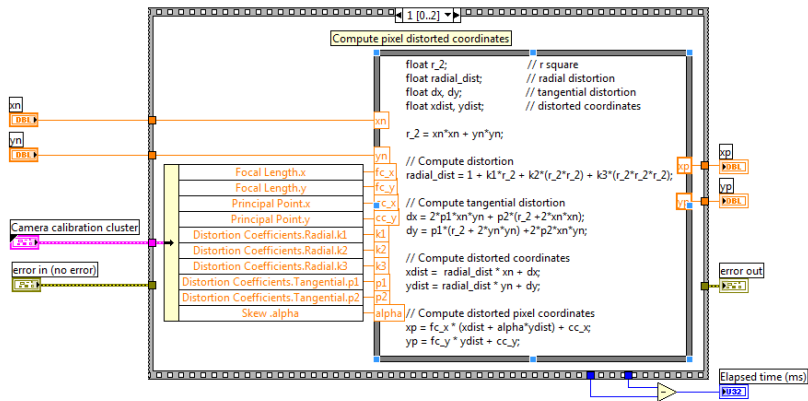 1 [0..2]
Compute pixel distorted coordinates
float r_2; // r square
float radial_dist; // radial distortion
float dx, dy; // tangential distortion
float xdist, ydist; // distorted coordinates
r_2 = xn*xn + yn*yn;
// Compute distortion
radial_dist = 1 + k1*r_2 + k2*(r_2*r_2) + k3*(r_2*r_2*r_2);
// Compute tangential distortion
dx = 2*p1*xn*yn + p2*(r_2 +2*xn*xn);
dy = p1*(r_2 + 2*yn*yn) +2*p2*xn*yn;
// Compute distorted coordinates
xdist = radial_dist * xn + dx;
ydist = radial_dist * yn + dy;
// Compute distorted pixel coordinates
xp = fc_x * (xdist + alpha*ydist) + cc_x;
yp = fc_y * ydist + cc_y;
xn
DBL
yn
DBL
xn
yn
Focal Length.x
fc_x
Focal Length.y
fc_y
Principal Point.x
cc_x
Principal Point.y
cc_y
Distortion Coefficients.Radial.k1
k1
Distortion Coefficients.Radial.k2
k2
Distortion Coefficients.Radial.k3
k3
Distortion Coefficients.Tangential.p1
p1
Distortion Coefficients.Tangential.p2
p2
Skew .alpha
alpha
Camera calibration cluster
error in (no error)
xp
yp
xp
DBL
yp
DBL
error out
Elapsed time (ms)
U32